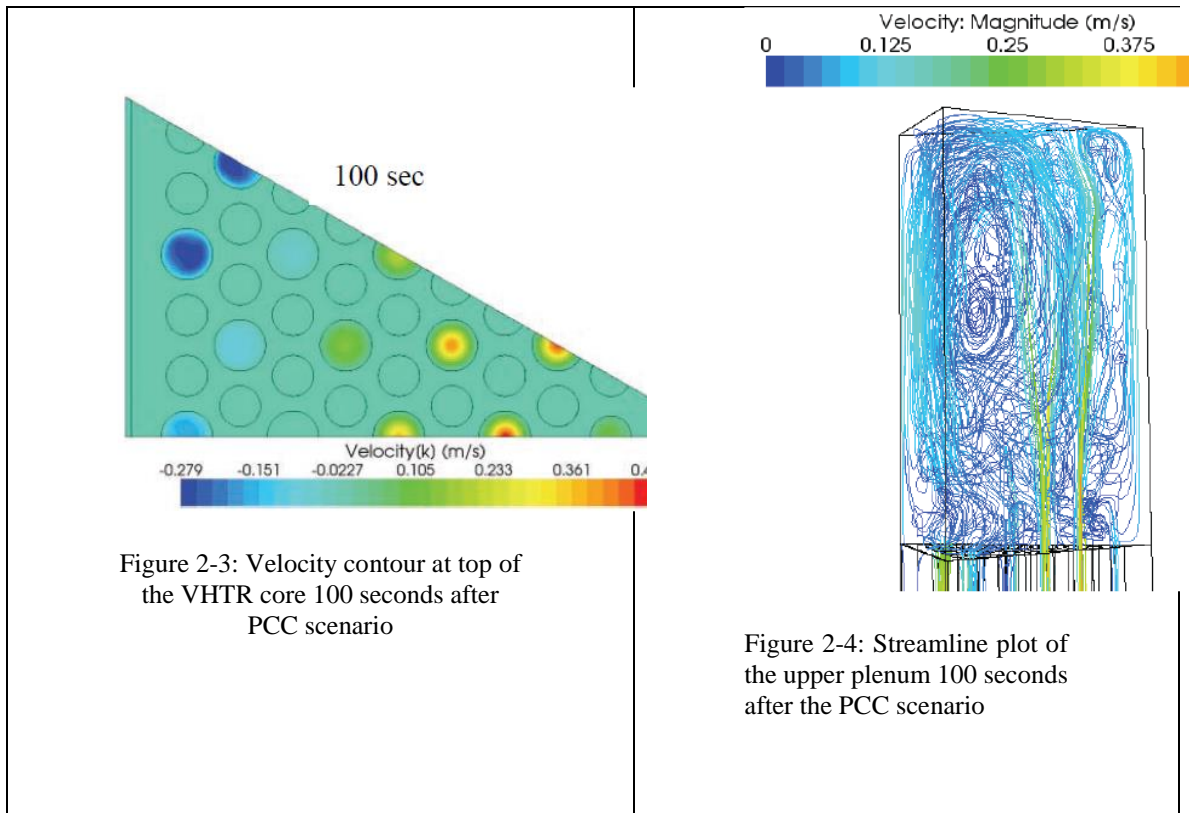 100 sec
Velocity[k] (m/s)
-0.279 -0.151 -0.0227 0.105 0.233 0.361
Figure 2-3: Velocity contour at top of
the VHTR core 100 seconds after
PCC scenario
Velocity: Magnitude (m/s)
0 0.125 0.25 0.375
Figure 2-4: Streamline plot of
the upper plenum 100 seconds
after the PCC scenario